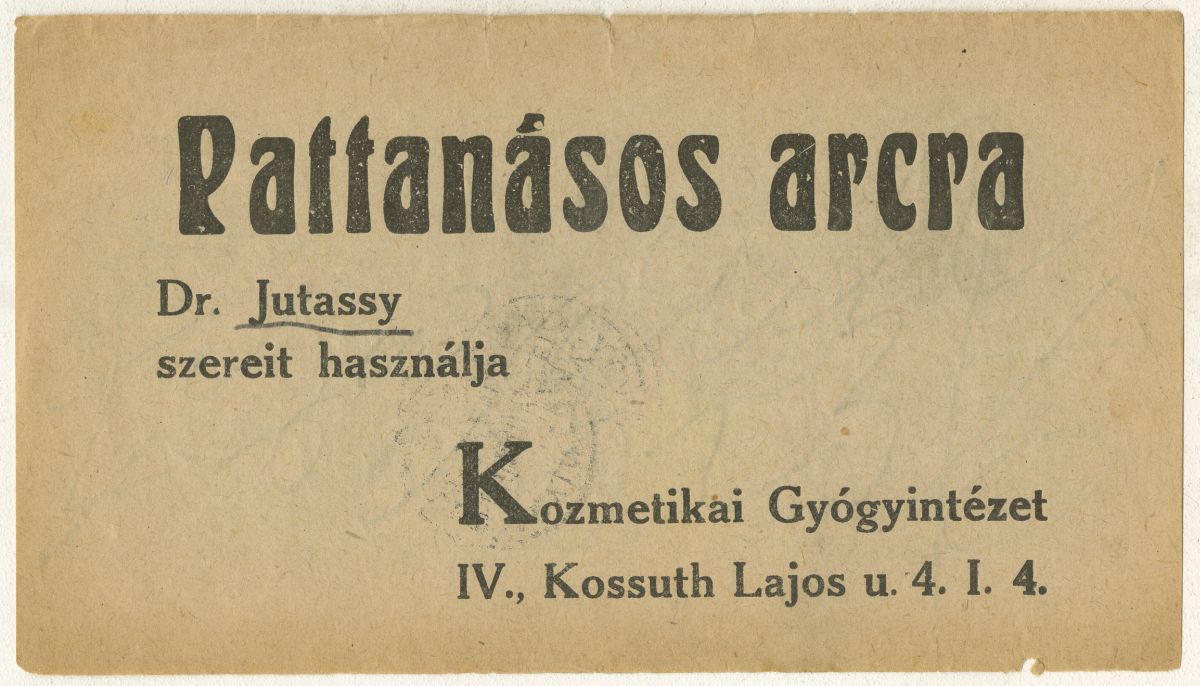 Pattanásos arcra
Dr. Jutassy
szereit használja
Kozmetikai Gyógyintézet
IV., Kossuth Lajos u. 4. I. 4.